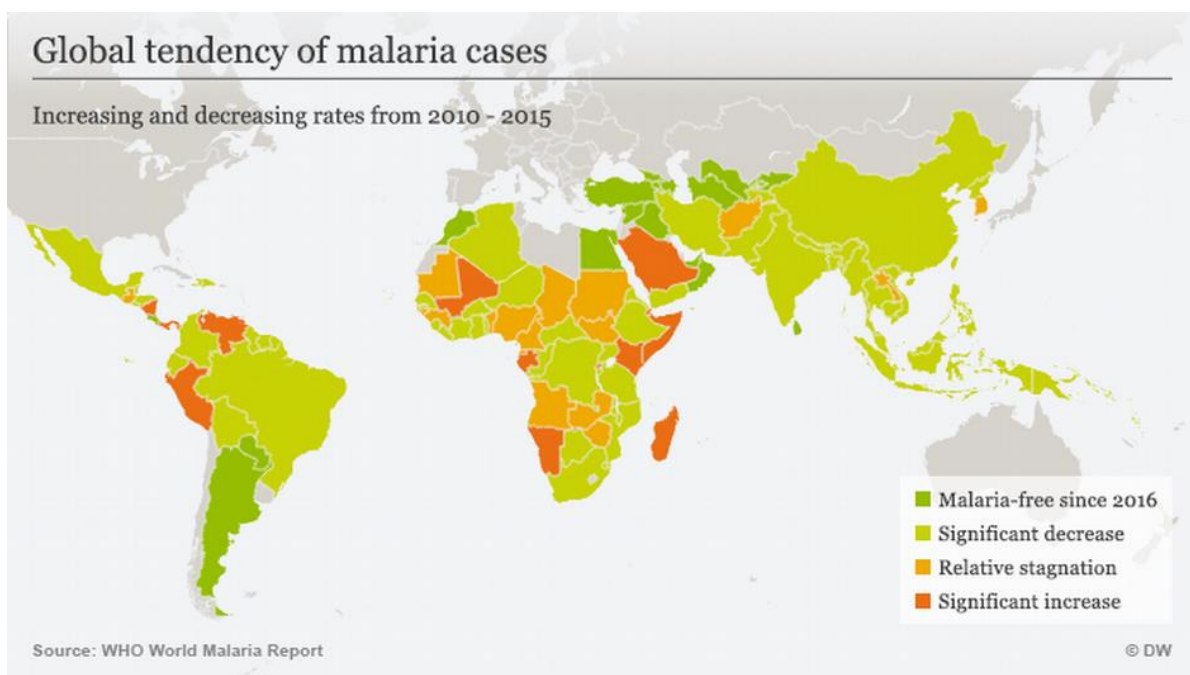 Global tendency of malaria cases
Increasing and decreasing rates from 2010 - 2015
Malaria-free since 2016
Significant decrease
Relative stagnation
Significant increase
Source: WHO World Malaria Report
© DW